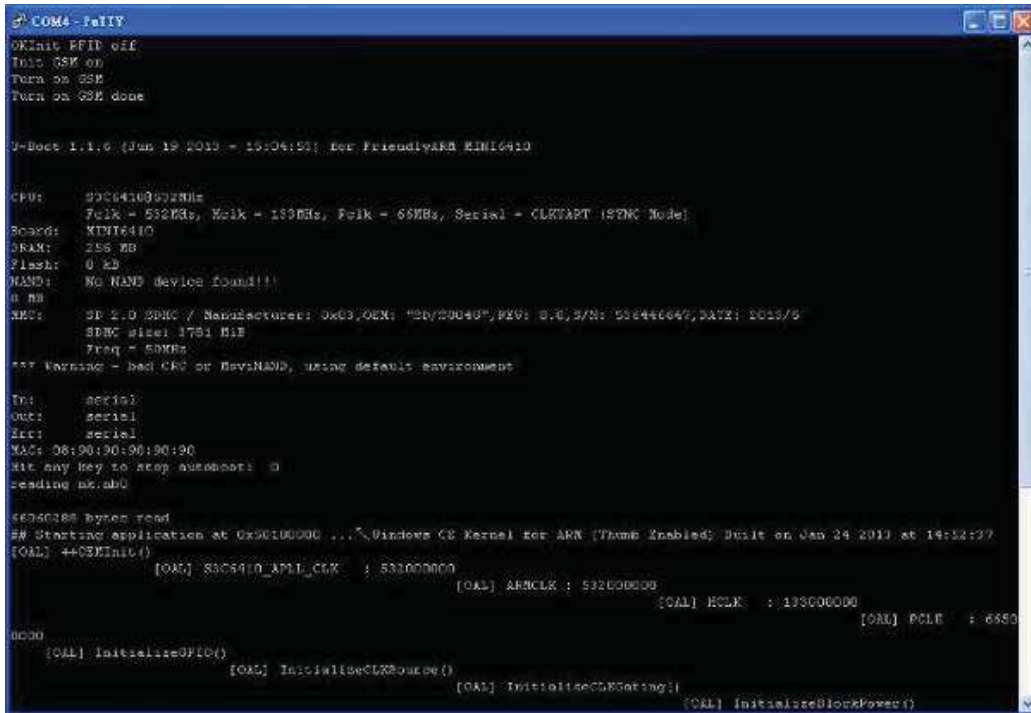 COM4 - PuTTY
OKInit RFID off
Init GSM on
Turn on GSM
Turn on GSM done
U-Boot 1.1.6 (Jun 19 2013 - 15:04:51) for FriendlyARM MINI6410
CPU: S3C6410@532MHz
Fclk = 532MHz, Hclk = 133MHz, Pclk = 66MHz, Serial = CLKUART (SYNC Mode)
Board: MINI6410
DRAM: 256 MB
Flash: 0 kB
NAND: No NAND device found!!!
0 MB
MMC: SD 2.0 SDHC / Manufacturer: 0x03,OEM: "SD/SU04G",REV: 8.0,S/N: DATE: 2013/5
SDHC size: 3781 MiB
Freq = 50MHz
*** Warning - bad CRC or MoviNAND, using default environment
In: serial
Out: serial
Err: serial
MAC: 08:90:90:90:90:90
Hit any key to stop autoboot: 0
reading nk.nb0
bytes read
## Starting application at 0x50100000 ... Windows CE Kernel for ARM (Thumb Enabled) Built on Jan 24 2013 at 14:52:37
[OAL] ++OEMInit()
[OAL] S3C6410_APLL_CLK : 532000000
[OAL] ARMCLK : 532000000
[OAL] HCLK : 133000000
[OAL] PCLK : 6650
0000
[OAL] InitializeGPIO()
[OAL] InitializeCLKSource()
[OAL] InitializeCLKGating()
[OAL] InitializeBlockPower()